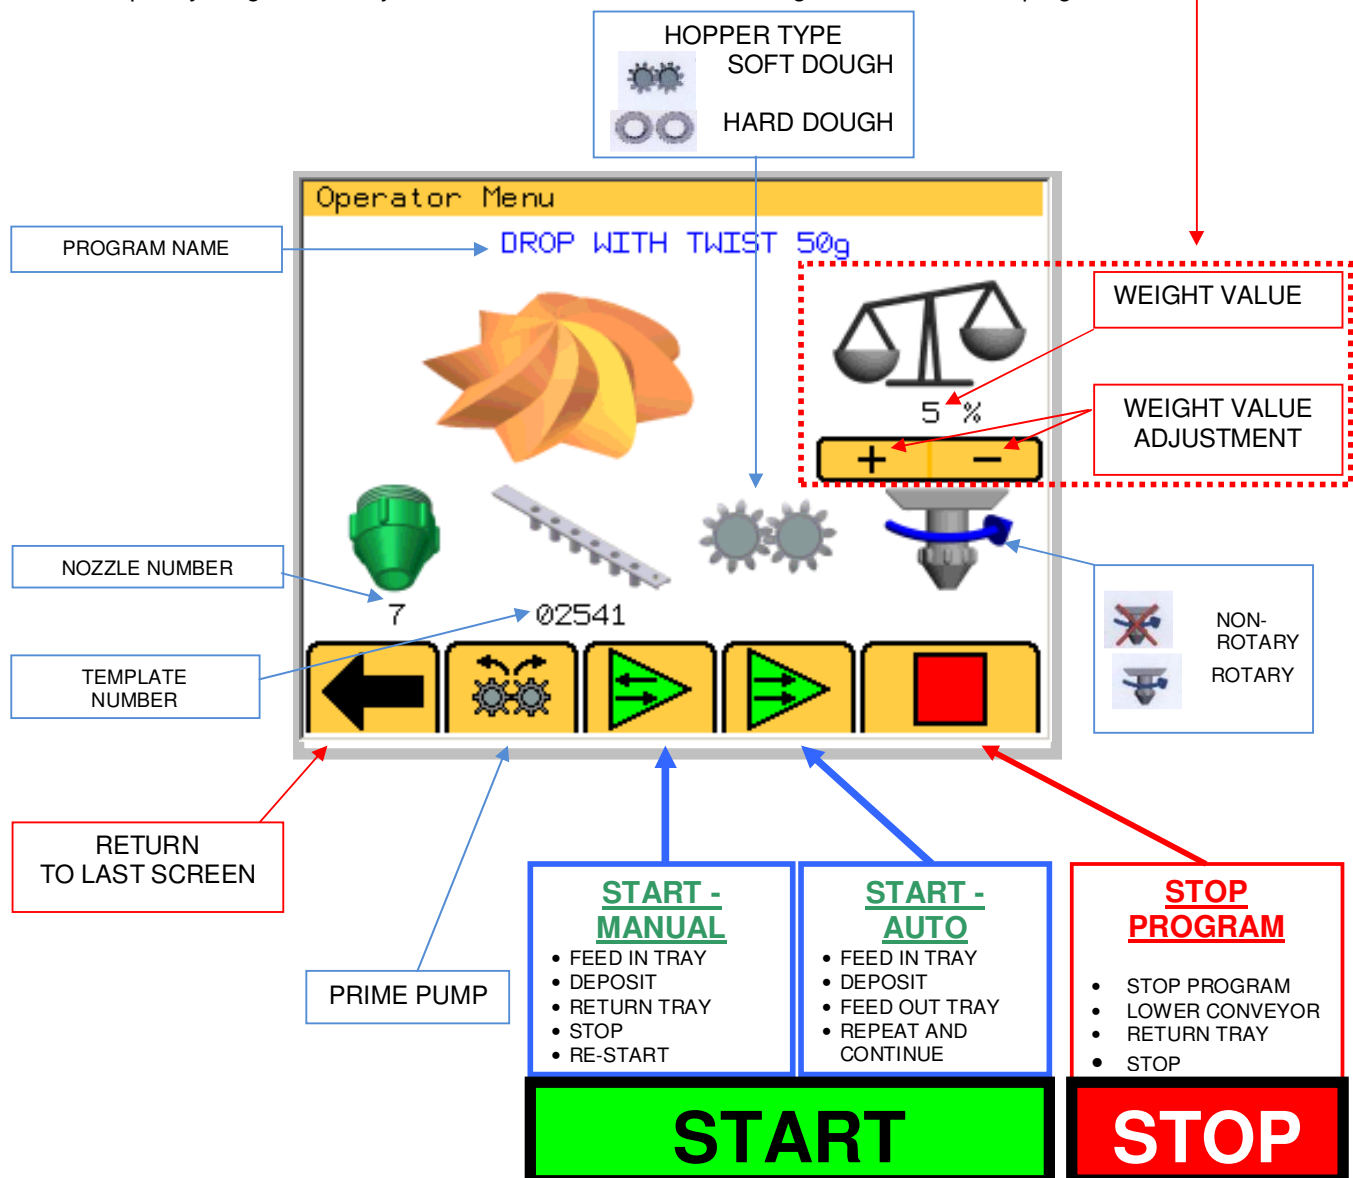 HOPPER TYPE
SOFT DOUGH
HARD DOUGH
Operator Menu
PROGRAM NAME
DROP WITH TWIST 50g
WEIGHT VALUE
5 %
WEIGHT VALUE
ADJUSTMENT
+ −
NOZZLE NUMBER
7
02541
TEMPLATE
NUMBER
NON-
ROTARY
ROTARY
RETURN
TO LAST SCREEN
PRIME PUMP
START -
MANUAL
• FEED IN TRAY
• DEPOSIT
• RETURN TRAY
• STOP
• RE-START
START -
AUTO
• FEED IN TRAY
• DEPOSIT
• FEED OUT TRAY
• REPEAT AND
CONTINUE
STOP
PROGRAM
• STOP PROGRAM
• LOWER CONVEYOR
• RETURN TRAY
• STOP
START
STOP